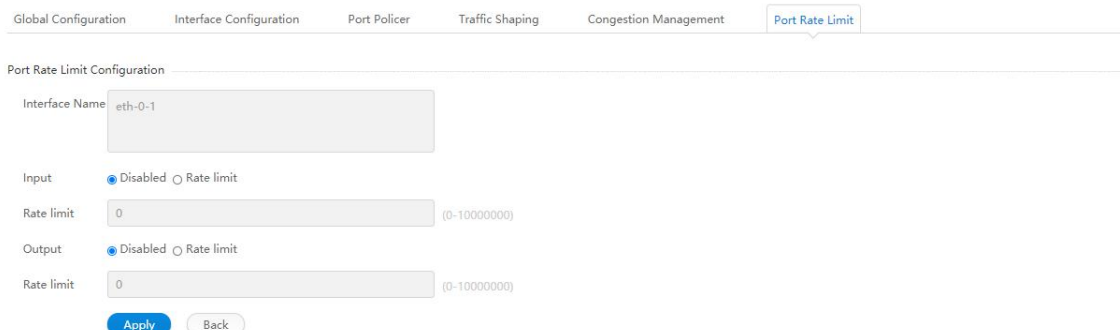 Global Configuration Interface Configuration Port Policer Traffic Shaping Congestion Management Port Rate Limit
Port Rate Limit Configuration
Interface Name eth-0-1
Input Disabled Rate limit
Rate limit 0 (0-10000000)
Output Disabled Rate limit
Rate limit 0 (0-10000000)
Apply Back